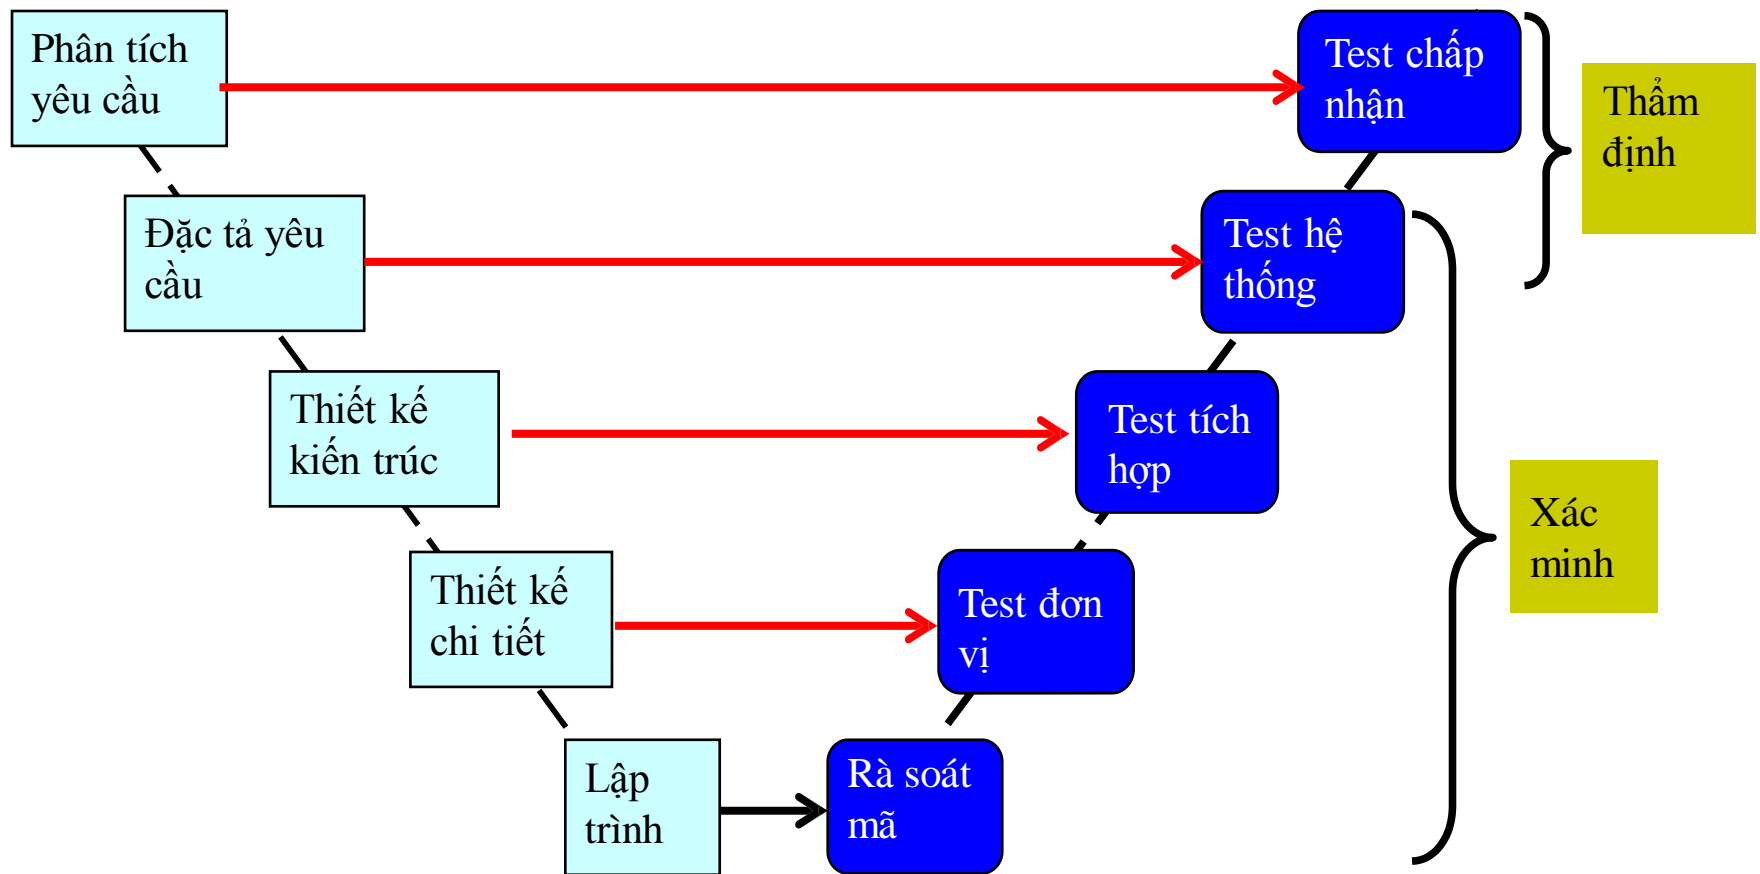 Phân tích
yêu cầu
Test chấp
nhận
Thẩm
định
Đặc tả yêu
cầu
Test hệ
thống
Thiết kế
kiến trúc
Test tích
hợp
Xác
minh
Thiết kế
chi tiết
Test đơn
vị
Lập
trình
Rà soát
mã